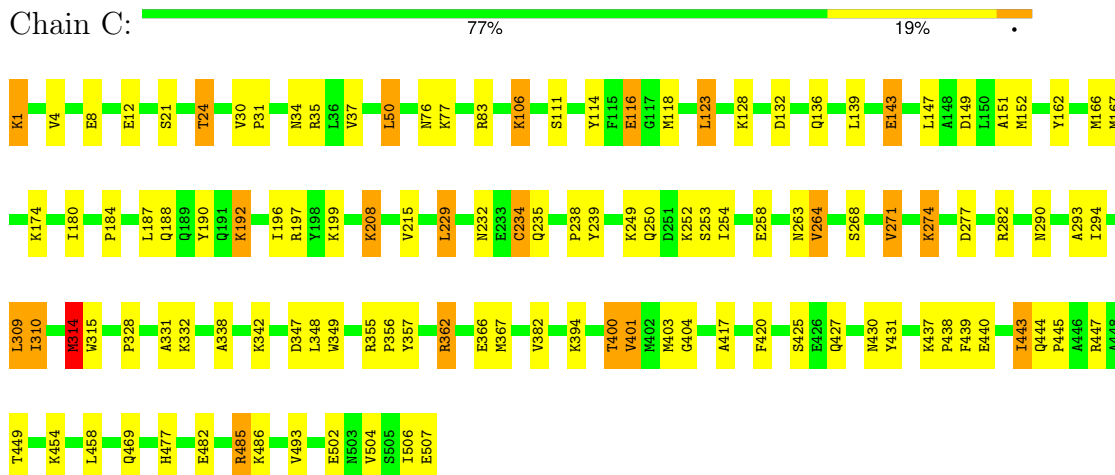 Chain C:
77% 19% •
K1 V4 E8 E12 S21 T24 V30 P31 N34 R35 L36 V37 L50 N76 K77 R83 K106 S111 Y114 F115 E116 G117 M118 L123 K128 D132 Q136 L139 E143 L147 A148 D149 L150 A151 M152 Y162 M166 M167
K174 I180 P184 L187 Q188 Q189 Y190 Q191 K192 I196 R197 Y198 K199 K208 V215 L229 N232 E233 C234 Q235 P238 Y239 K249 Q250 D251 K252 S253 I254 E258 N263 V264 S268 V271 K274 D277 R282 N290 A293 I294
L309 I310 M314 W315 P328 A331 K332 A338 K342 D347 L348 W349 R355 P356 Y357 R362 E366 M367 V382 K394 T400 V401 M402 M403 G404 A417 F420 S425 E426 Q427 N430 Y431 K437 P438 F439 E440 I443 Q444 P445 A446 R447 A448
T449 K454 L458 Q469 H477 E482 R485 K486 V493 E502 N503 V504 S505 I506 E507